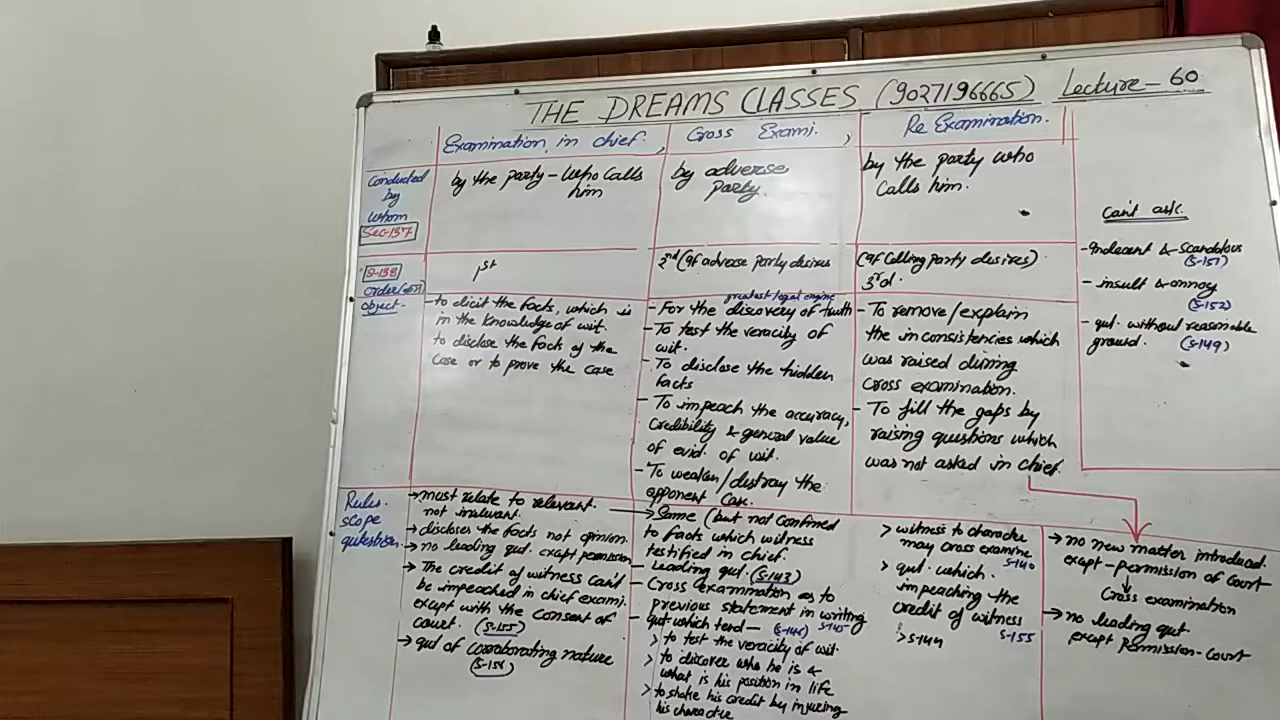 THE DREAMS CLASSES (9027196665) Lecture - 60
Examination in chief, Cross Exami., Re Examination.
Conducted
by
whom
Sec-137
by the party - who calls
him
by adverse
party.
by the party who
calls him.
S-138
order(
object-
1st
2nd (if adverse party desires
(if calling party desires)
3rd.
- to elicit the facts, which is
in the knowledge of wit.
to disclose the facts of the
case or to prove the case
greatest legal engine
- For the discovery of truth
- To test the veracity of
wit.
- To disclose the hidden
facts
- To impeach the accuracy,
credibility & general value
of evid. of wit.
- To weaken/distray the
opponent case.
- To remove/explain
the inconsistencies which
was raised during
cross examination.
- To fill the gaps by
raising questions which
was not asked in chief.
Can't ask.
- Indecent & Scandolous
(S-151)
- insult & annoy
(S-152)
- qut. without reasonable
ground. (S-149)
Rules.
scope
question
→ must relate to relevant.
not irrelevant.
→ discloses the facts not opinion.
→ no leading qut. exapt permission
→ The credit of witness can't
be impeached in chief exami.
exapt with the consent of
court. (S-155)
→ qut of corroborating nature
(S-156)
→ Same (but not confined
to facts which witness
testified in chief.
- Leading qut. (S-143)
- Cross examination as to
previous statement in writing
S-145
- qut which tend - (S-146)
> to test the veracity of wit.
> to discover who he is &
what is his position in life
> to shake his credit by injuring
his character
> witness to character
may cross examine
S-140
> qut. which.
impeaching the
credit of witness
S-155
> S-144
→ no new matter introduced
exapt - permission of Court
↓
Cross examination
→ no leading qut.
exapt permission - Court